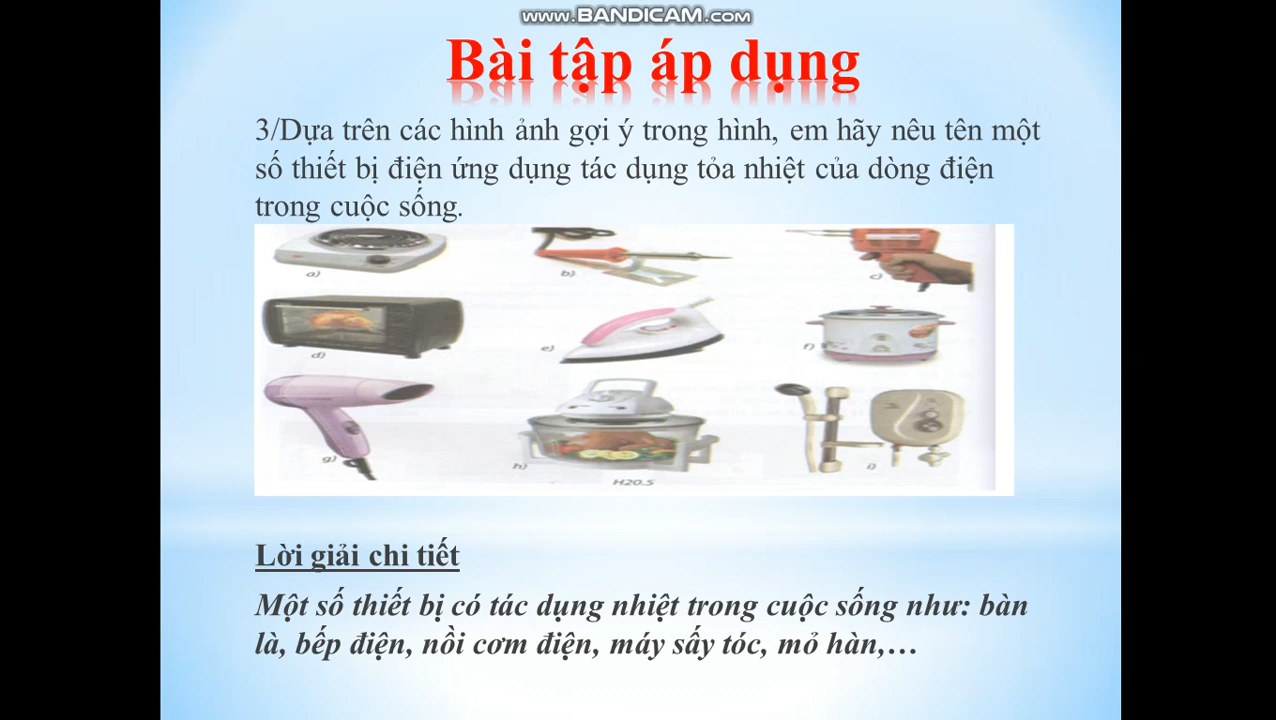 www.BANDICAM.com
Bài tập áp dụng
3/Dựa trên các hình ảnh gợi ý trong hình, em hãy nêu tên một
số thiết bị điện ứng dụng tác dụng tỏa nhiệt của dòng điện
trong cuộc sống.
a) b) c)
d) e) f)
g) h) i)
H20.5
Lời giải chi tiết
Một số thiết bị có tác dụng nhiệt trong cuộc sống như: bàn
là, bếp điện, nồi cơm điện, máy sấy tóc, mỏ hàn,…